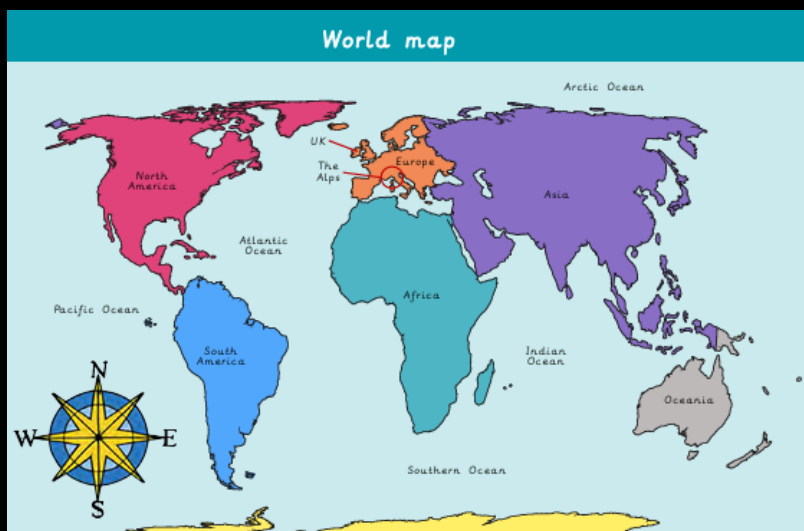 World map
Arctic Ocean
UK
The
Alps
Europe
North
America
Asia
Atlantic
Ocean
Pacific Ocean
Africa
South
America
Indian
Ocean
Oceania
N
W
E
S
Southern Ocean